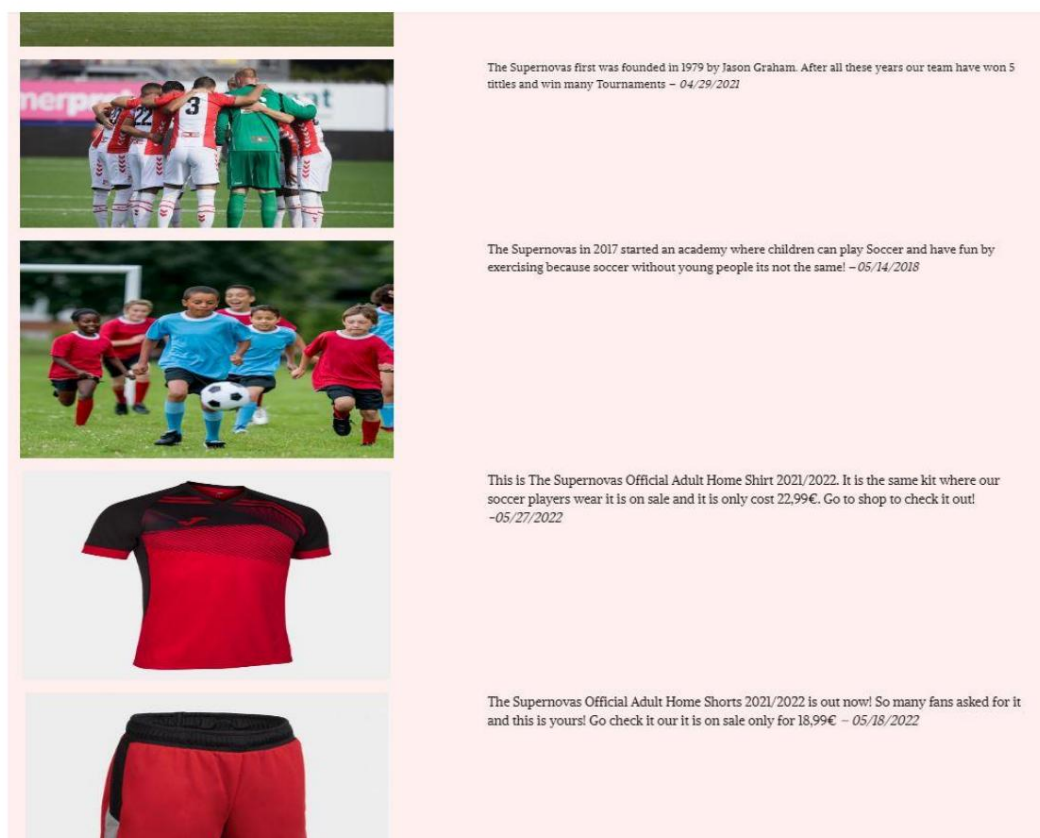 The Supernovas first was founded in 1979 by Jason Graham. After all these years our team have won 5
tittles and win many Tournaments – 04/29/2021
merpr
at
22
3
The Supernovas in 2017 started an academy where children can play Soccer and have fun by
exercising because soccer without young people its not the same! – 05/14/2018
This is The Supernovas Official Adult Home Shirt 2021/2022. It is the same kit where our
soccer players wear it is on sale and it is only cost 22,99€. Go to shop to check it out!
–05/27/2022
The Supernovas Official Adult Home Shorts 2021/2022 is out now! So many fans asked for it
and this is yours! Go check it our it is on sale only for 18,99€ – 05/18/2022